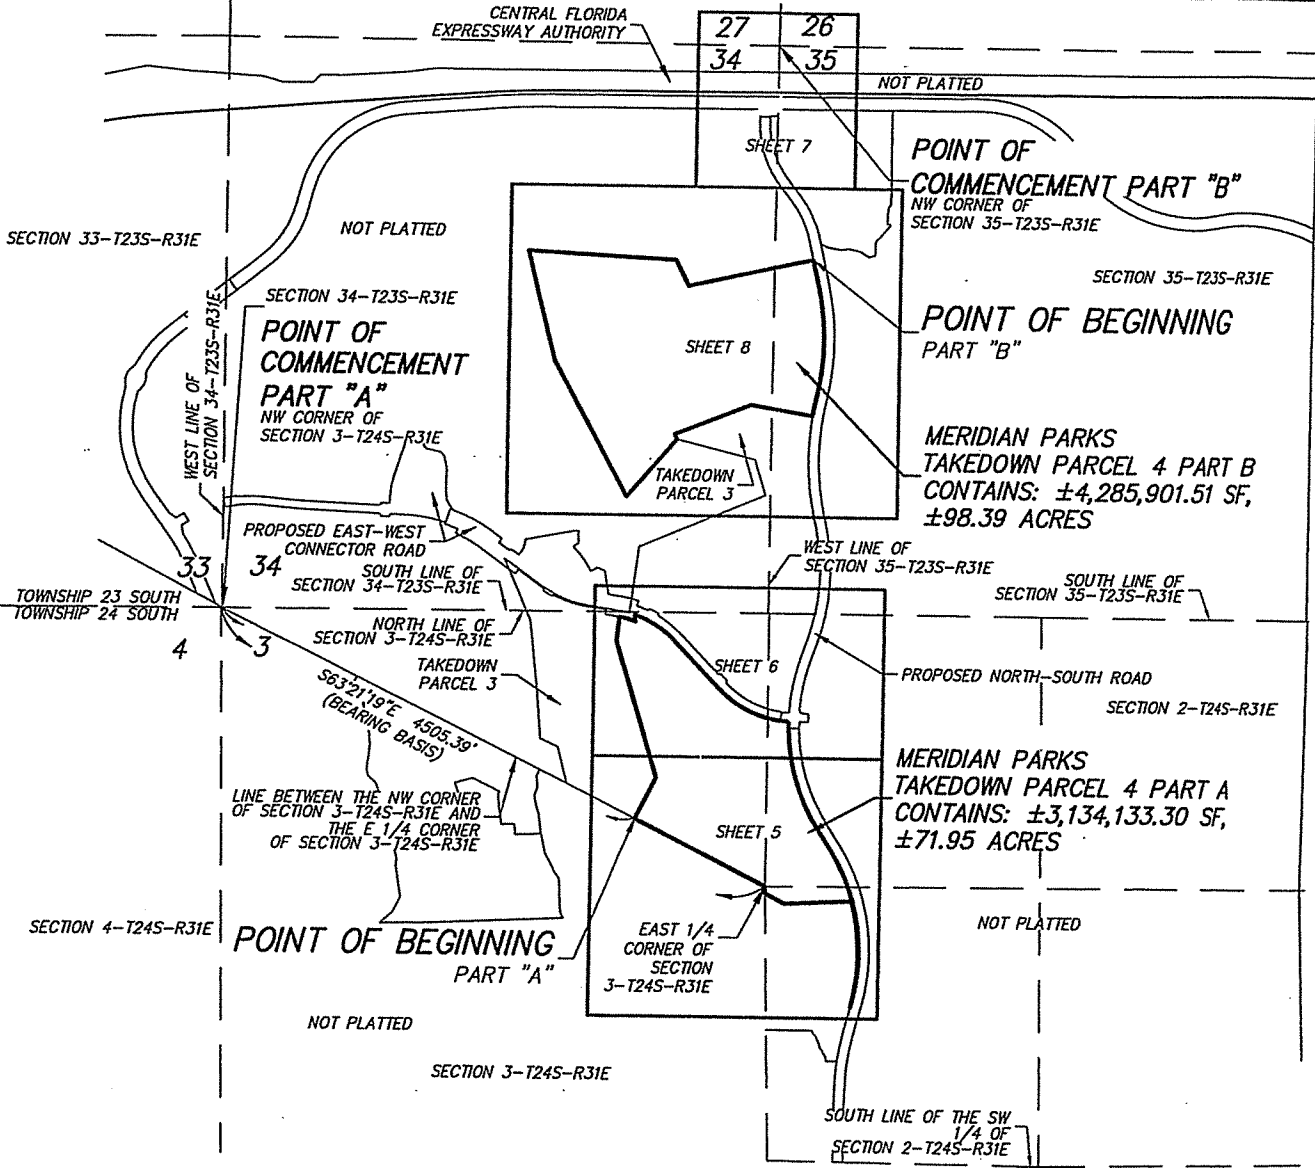 CENTRAL FLORIDA
EXPRESSWAY AUTHORITY
27
26
34
35
NOT PLATTED
SHEET 7
POINT OF
COMMENCEMENT PART "B"
NW CORNER OF
SECTION 35-T23S-R31E
SECTION 33-T23S-R31E
NOT PLATTED
SECTION 35-T23S-R31E
SECTION 34-T23S-R31E
WEST LINE OF
SECTION 34-T23S-R31E
POINT OF
COMMENCEMENT
PART "A"
NW CORNER OF
SECTION 3-T24S-R31E
POINT OF BEGINNING
PART "B"
SHEET 8
MERIDIAN PARKS
TAKEDOWN PARCEL 4 PART B
CONTAINS: ±4,285,901.51 SF,
±98.39 ACRES
TAKEDOWN
PARCEL 3
PROPOSED EAST-WEST
CONNECTOR ROAD
WEST LINE OF
SECTION 35-T23S-R31E
33
34
SOUTH LINE OF
SECTION 34-T23S-R31E
SOUTH LINE OF
SECTION 35-T23S-R31E
TOWNSHIP 23 SOUTH
TOWNSHIP 24 SOUTH
4
3
NORTH LINE OF
SECTION 3-T24S-R31E
TAKEDOWN
PARCEL 3
SHEET 6
PROPOSED NORTH-SOUTH ROAD
SECTION 2-T24S-R31E
S63°21'19"E 4505.39'
(BEARING BASIS)
MERIDIAN PARKS
TAKEDOWN PARCEL 4 PART A
CONTAINS: ±3,134,133.30 SF,
±71.95 ACRES
LINE BETWEEN THE NW CORNER
OF SECTION 3-T24S-R31E AND
THE E 1/4 CORNER
OF SECTION 3-T24S-R31E
SHEET 5
SECTION 4-T24S-R31E
POINT OF BEGINNING
PART "A"
EAST 1/4
CORNER OF
SECTION
3-T24S-R31E
NOT PLATTED
NOT PLATTED
SECTION 3-T24S-R31E
SOUTH LINE OF THE SW
1/4 OF
SECTION 2-T24S-R31E